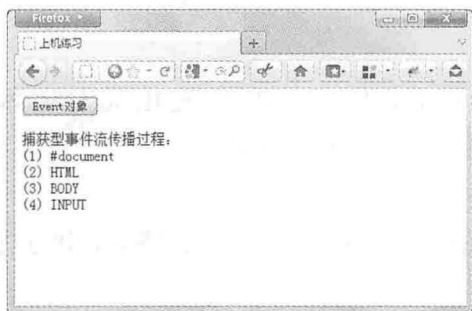 Firefox
上机练习
Event对象
捕获型事件流传播过程:
(1) #document
(2) HTML
(3) BODY
(4) INPUT